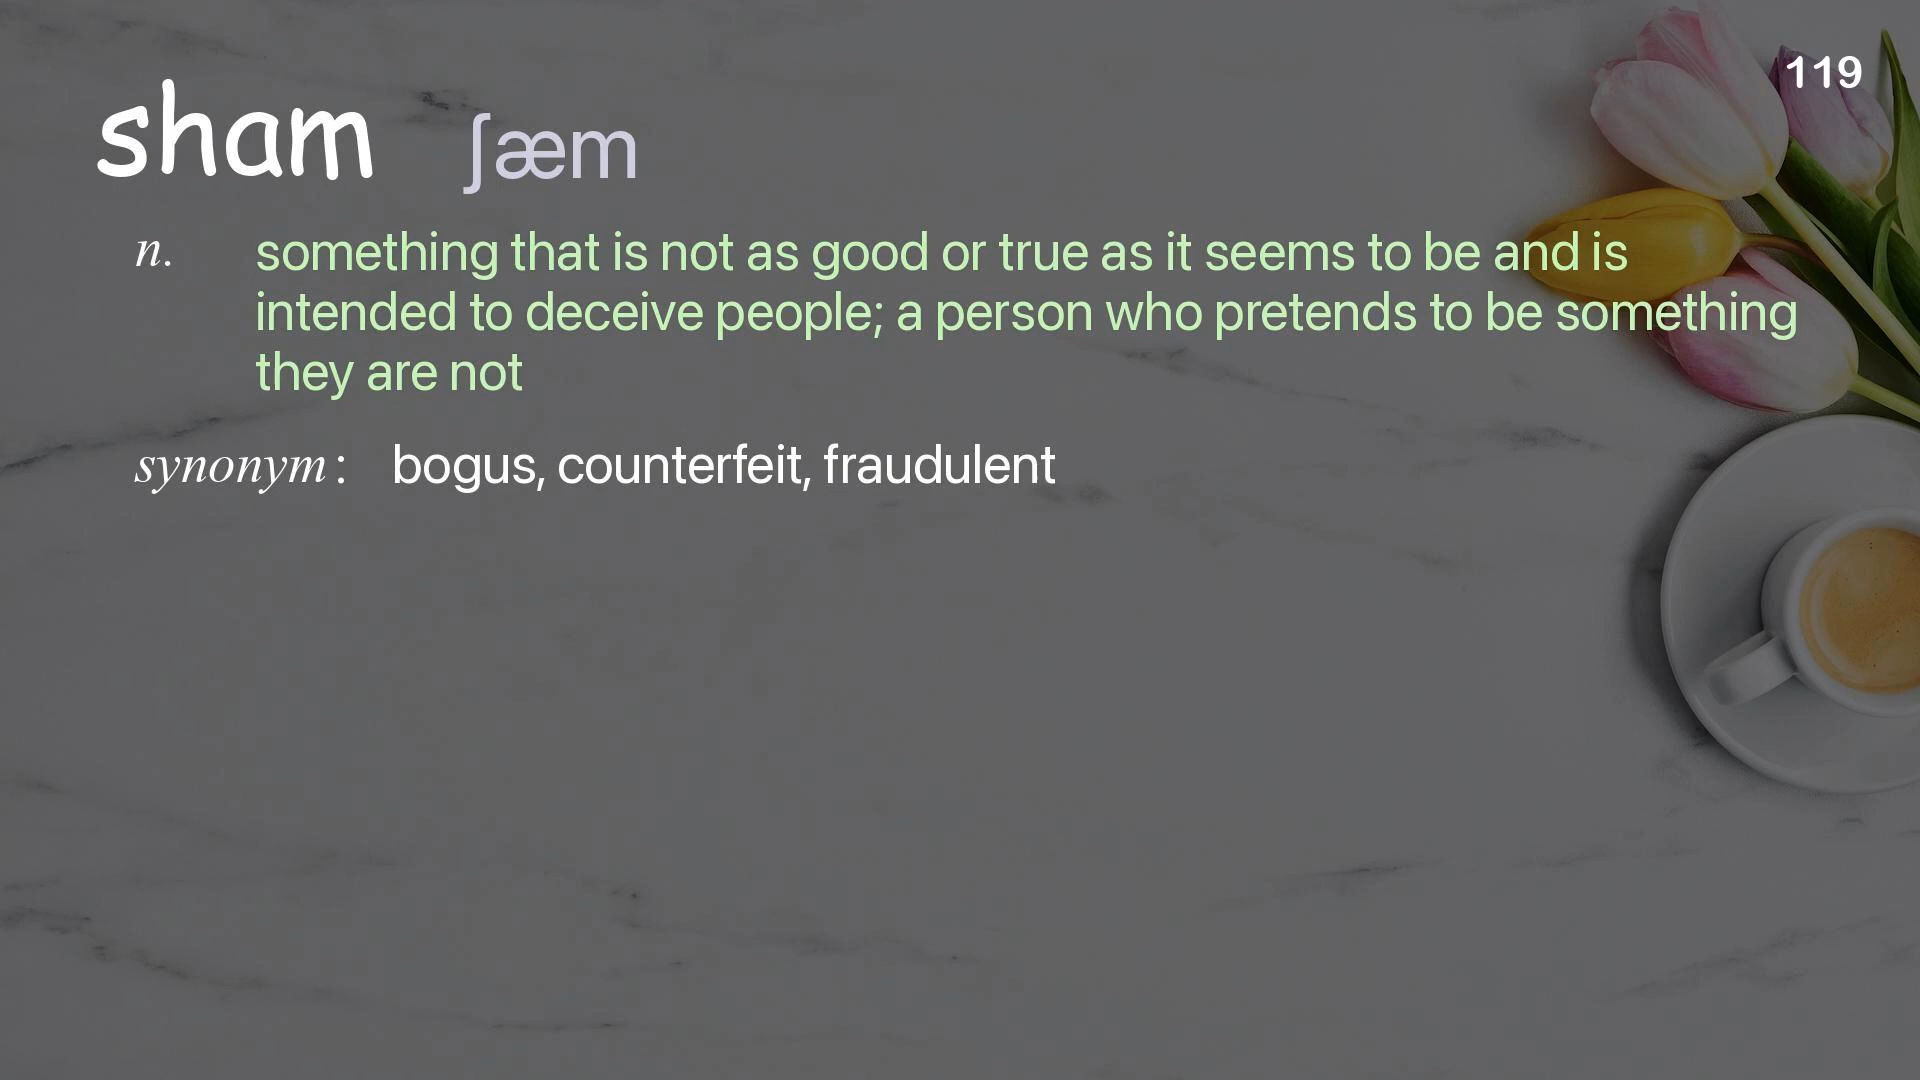 119
sham ʃæm
n. something that is not as good or true as it seems to be and is
intended to deceive people; a person who pretends to be something
they are not
synonym : bogus, counterfeit, fraudulent